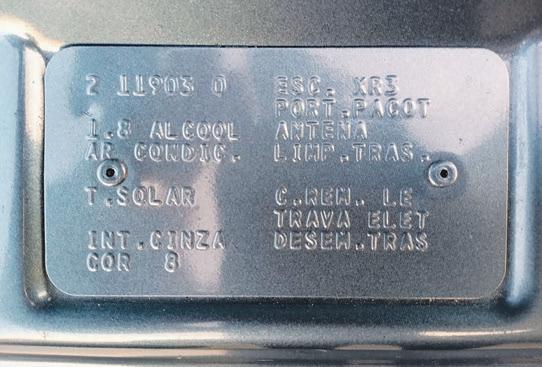 2 11903 0
1.8 ALCOOL
AR CONDIC.
T.SOLAR
INT.CINZA
COR 8
ESC. XR3
PORT.PACOT
ANTENA
LIMP.TRAS.
C.REM. LE
TRAVA ELET
DESEM.TRAS